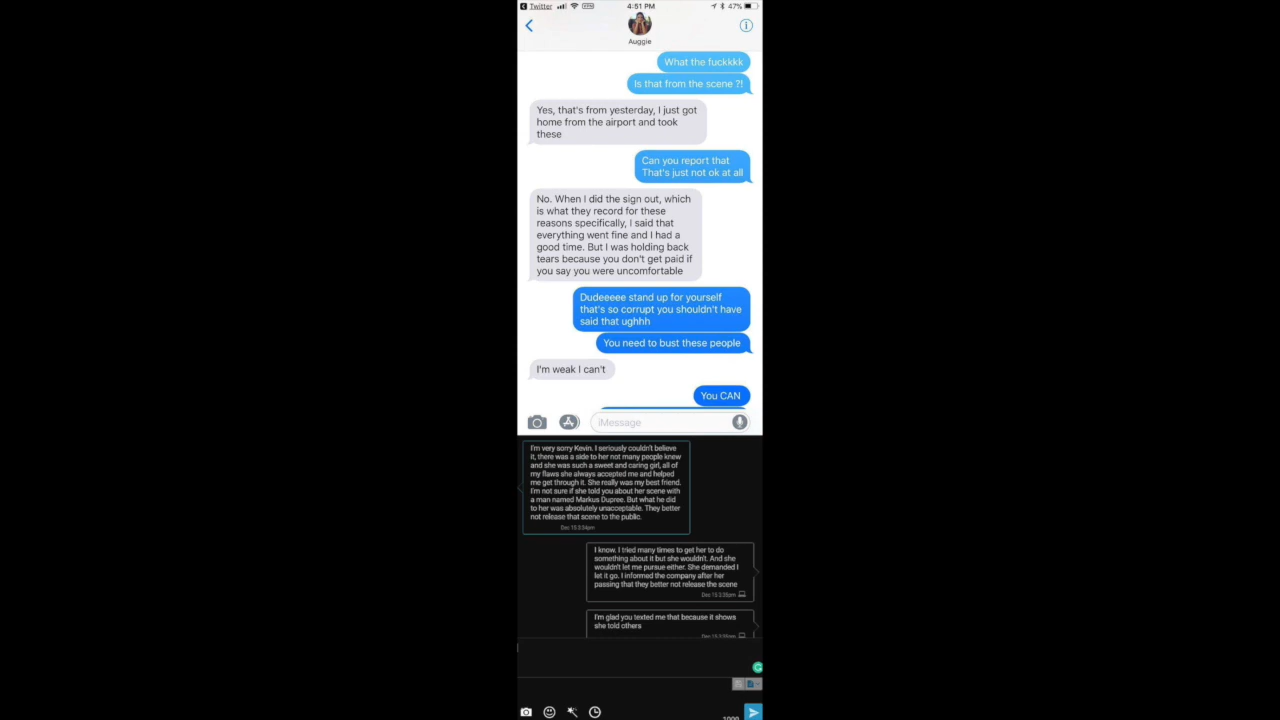 Twitter 4:51 PM 47%
Auggie
What the fuckkkk
Is that from the scene ?!
Yes, that's from yesterday, I just got
home from the airport and took
these
Can you report that
That's just not ok at all
No. When I did the sign out, which
is what they record for these
reasons specifically, I said that
everything went fine and I had a
good time. But I was holding back
tears because you don't get paid if
you say you were uncomfortable
Dudeeeee stand up for yourself
that's so corrupt you shouldn't have
said that ughhh
You need to bust these people
I'm weak I can't
You CAN
iMessage
I'm very sorry Kevin. I seriously couldn't believe
it, there was a side to her not many people knew
and she was such a sweet and caring girl, all of
my flaws she always accepted me and helped
me get through it. She really was my best friend.
I'm not sure if she told you about her scene with
a man named Markus Dupree. But what he did
to her was absolutely unacceptable. They better
not release that scene to the public.
Dec 15 3:34pm
I know. I tried many times to get her to do
something about it but she wouldn't. And she
wouldn't let me pursue either. She demanded I
let it go. I informed the company after her
passing that they better not release the scene
Dec 15 3:38pm
I'm glad you texted me that because it shows
she told others